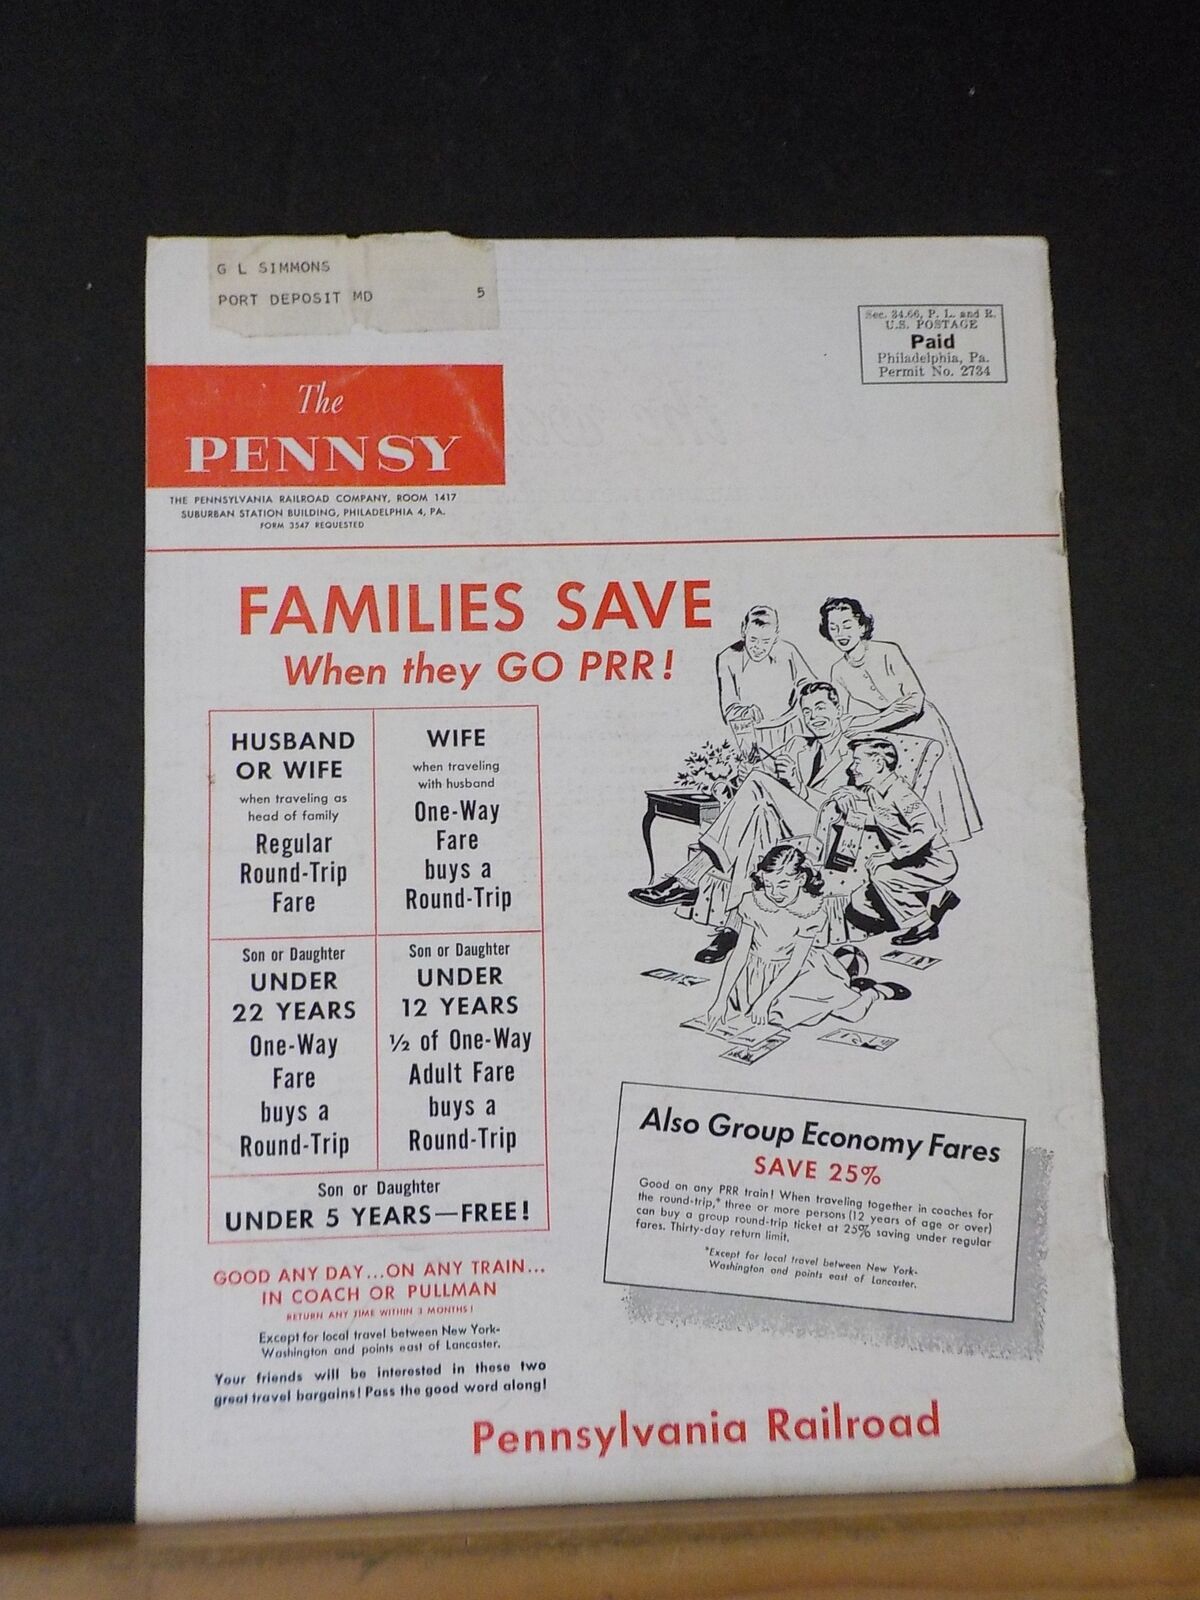 G L SIMMONS
PORT DEPOSIT MD 5
Sec. 34.66, P. L. and R.
U.S. POSTAGE
Paid
Philadelphia, Pa.
Permit No. 2734
The
PENNSY
THE PENNSYLVANIA RAILROAD COMPANY, ROOM 1417
SUBURBAN STATION BUILDING, PHILADELPHIA 4, PA.
FORM 3547 REQUESTED
FAMILIES SAVE
When they GO PRR!
HUSBAND
OR WIFE
when traveling as
head of family
Regular
Round-Trip
Fare
WIFE
when traveling
with husband
One-Way
Fare
buys a
Round-Trip
Son or Daughter
UNDER
22 YEARS
One-Way
Fare
buys a
Round-Trip
Son or Daughter
UNDER
12 YEARS
½ of One-Way
Adult Fare
buys a
Round-Trip
Son or Daughter
UNDER 5 YEARS—FREE!
GOOD ANY DAY...ON ANY TRAIN...
IN COACH OR PULLMAN
RETURN ANY TIME WITHIN 3 MONTHS!
Except for local travel between New York-
Washington and points east of Lancaster.
Your friends will be interested in these two
great travel bargains! Pass the good word along!
Also Group Economy Fares
SAVE 25%
Good on any PRR train! When traveling together in coaches for
the round-trip,* three or more persons (12 years of age or over)
can buy a group round-trip ticket at 25% saving under regular
fares. Thirty-day return limit.
*Except for local travel between New York-
Washington and points east of Lancaster.
Pennsylvania Railroad